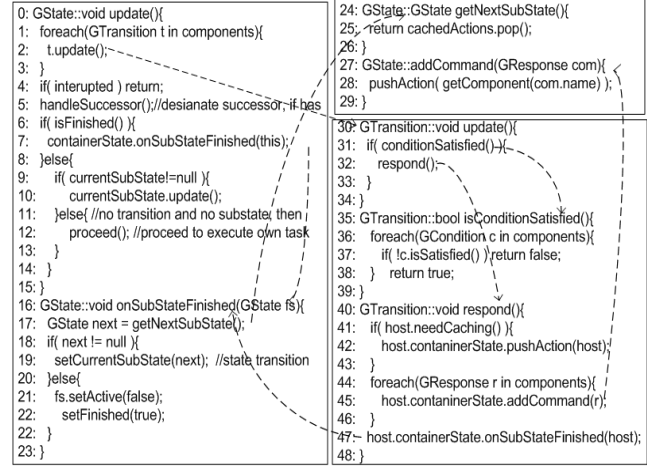 0: GState::void update(){
1: foreach(GTransition t in components){
2: t.update();
3: }
4: if( interupted ) return;
5: handleSuccessor();//desianate successor, if has
6: if( isFinished() ){
7: containerState.onSubStateFinished(this);
8: }else{
9: if( currentSubState!=null ){
10: currentSubState.update();
11: }else{ //no transition and no substate, then
12: proceed(); //proceed to execute own task
13: }
14: }
15: }
16: GState::void onSubStateFinished(GState fs){
17: GState next = getNextSubState();
18: if( next != null ){
19: setCurrentSubState(next); //state transition
20: }else{
21: fs.setActive(false);
22: setFinished(true);
22: }
23: }
24: GState::GState getNextSubState(){
25: return cachedActions.pop();
26: }
27: GState::addCommand(GResponse com){
28: pushAction( getComponent(com.name) );
29: }
30: GTransition::void update(){
31: if( conditionSatisfied() ){
32: respond();
33: }
34: }
35: GTransition::bool isConditionSatisfied(){
36: foreach(GCondition c in components){
37: if( !c.isSatisfied() ) return false;
38: } return true;
39: }
40: GTransition::void respond(){
41: if( host.needCaching() ){
42: host.contaninerState.pushAction(host);
43: }
44: foreach(GResponse r in components){
45: host.contaninerState.addCommand(r);
46: }
47: host.containerState.onSubStateFinished(host);
48: }